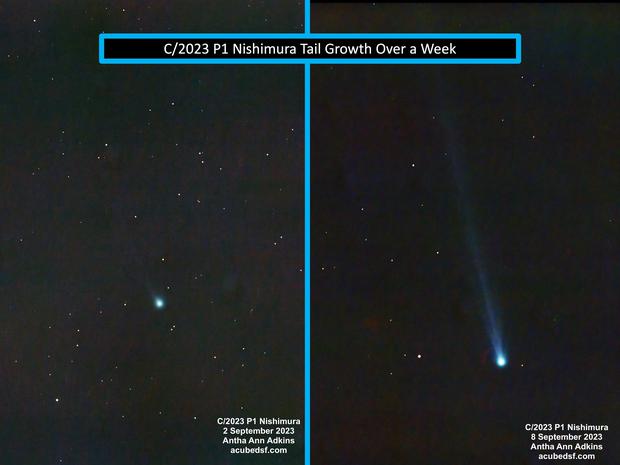 C/2023 P1 Nishimura Tail Growth Over a Week
C/2023 P1 Nishimura
2 September 2023
Antha Ann Adkins
acubedsf.com
C/2023 P1 Nishimura
8 September 2023
Antha Ann Adkins
acubedsf.com